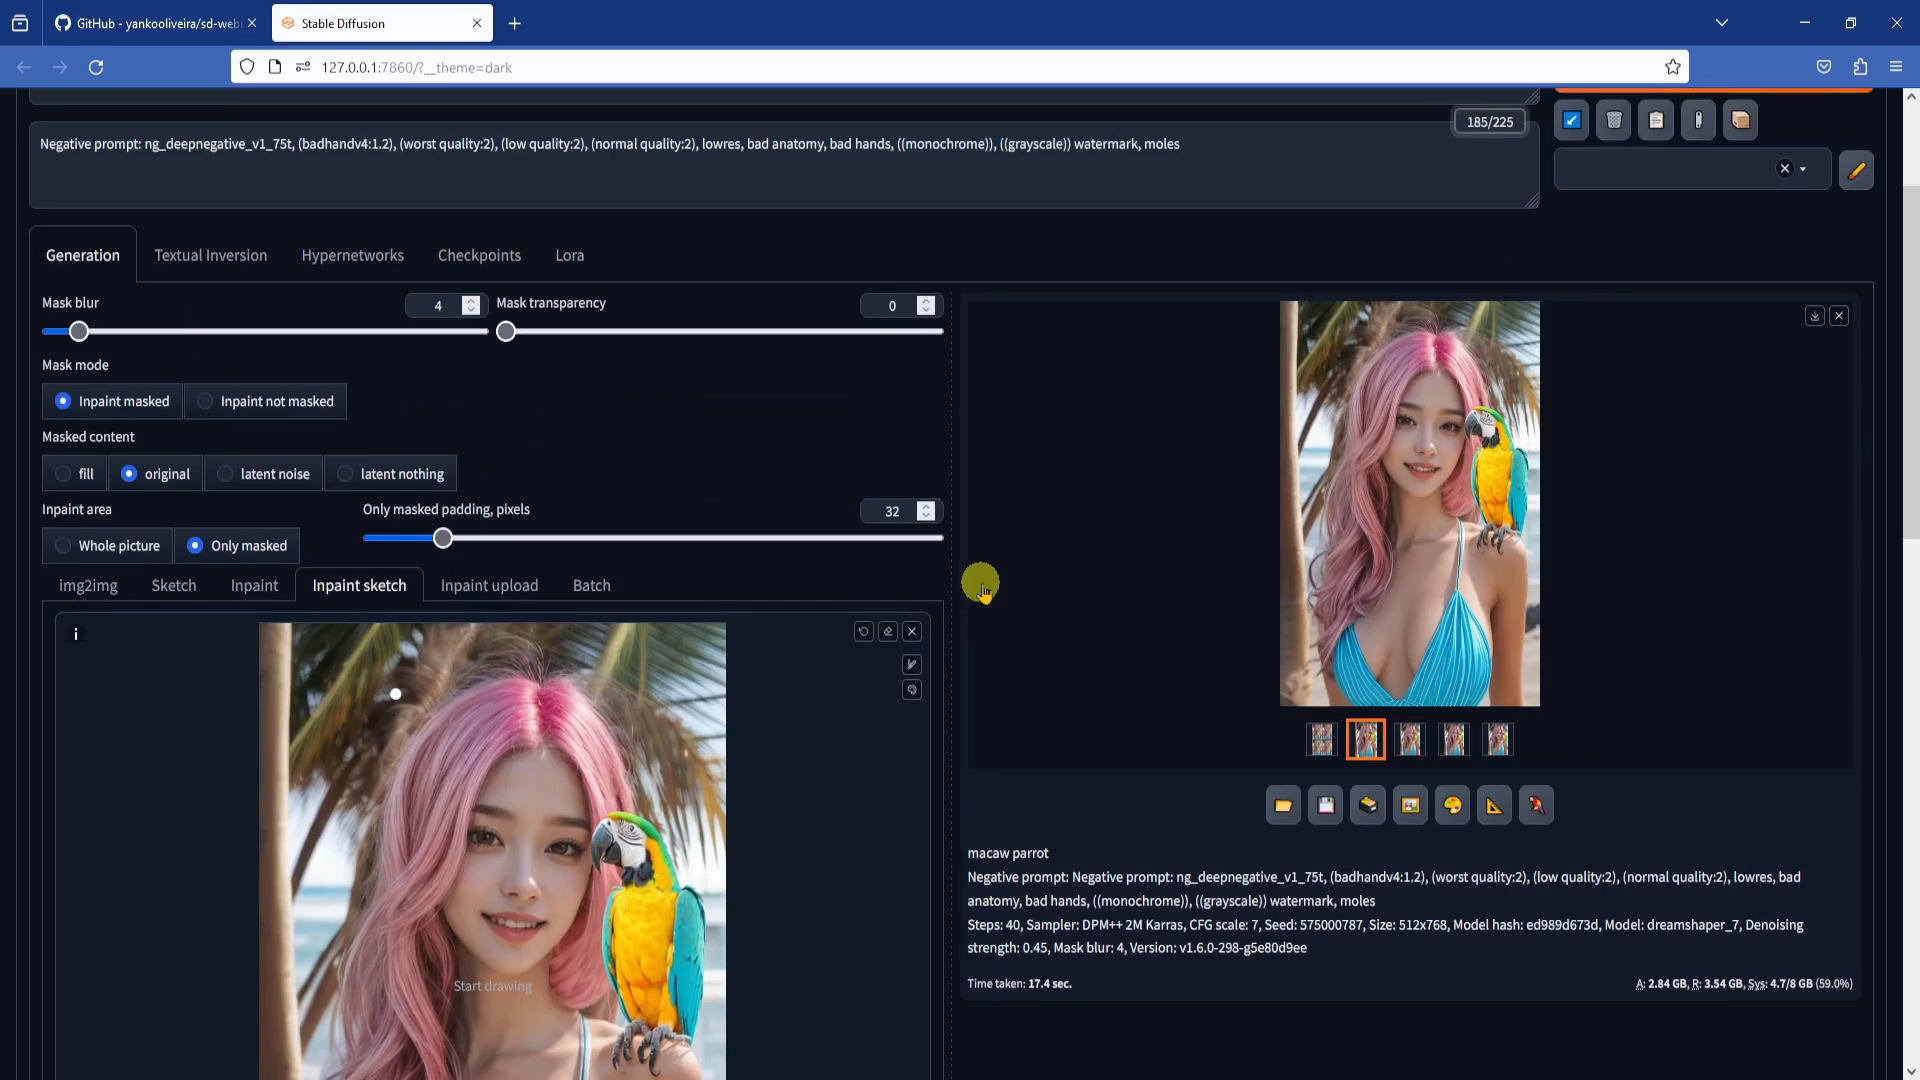 GitHub - yankooliveira/sd-web
Stable Diffusion
127.0.0.1:7860/?__theme=dark
185/225
Negative prompt: ng_deepnegative_v1_75t, (badhandv4:1.2), (worst quality:2), (low quality:2), (normal quality:2), lowres, bad anatomy, bad hands, ((monochrome)), ((grayscale)) watermark, moles
Generation Textual Inversion Hypernetworks Checkpoints Lora
Mask blur 4 Mask transparency 0
Mask mode
Inpaint masked Inpaint not masked
Masked content
fill original latent noise latent nothing
Inpaint area Only masked padding, pixels 32
Whole picture Only masked
img2img Sketch Inpaint Inpaint sketch Inpaint upload Batch
i
Start drawing
macaw parrot
Negative prompt: Negative prompt: ng_deepnegative_v1_75t, (badhandv4:1.2), (worst quality:2), (low quality:2), (normal quality:2), lowres, bad
anatomy, bad hands, ((monochrome)), ((grayscale)) watermark, moles
Steps: 40, Sampler: DPM++ 2M Karras, CFG scale: 7, Seed: 575000787, Size: 512x768, Model hash: ed989d673d, Model: dreamshaper_7, Denoising
strength: 0.45, Mask blur: 4, Version: v1.6.0-298-g5e80d9ee
Time taken: 17.4 sec.
A: 2.84 GB, R: 3.54 GB, Sys: 4.7/8 GB (59.0%)